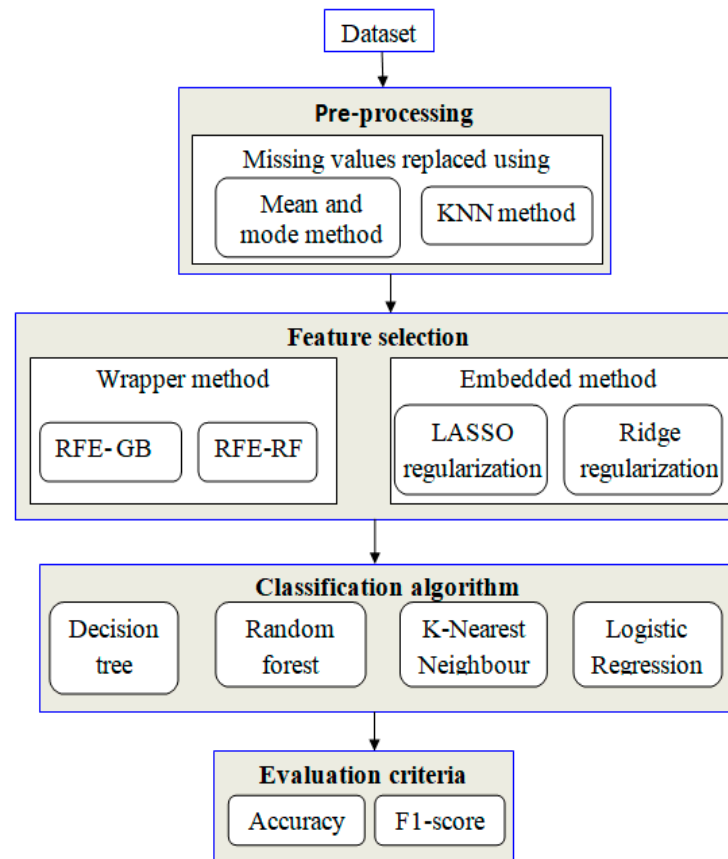 Dataset
Pre-processing
Missing values replaced using
Mean and
mode method
KNN method
Feature selection
Wrapper method
RFE- GB
RFE-RF
Embedded method
LASSO
regularization
Ridge
regularization
Classification algorithm
Decision
tree
Random
forest
K-Nearest
Neighbour
Logistic
Regression
Evaluation criteria
Accuracy
F1-score